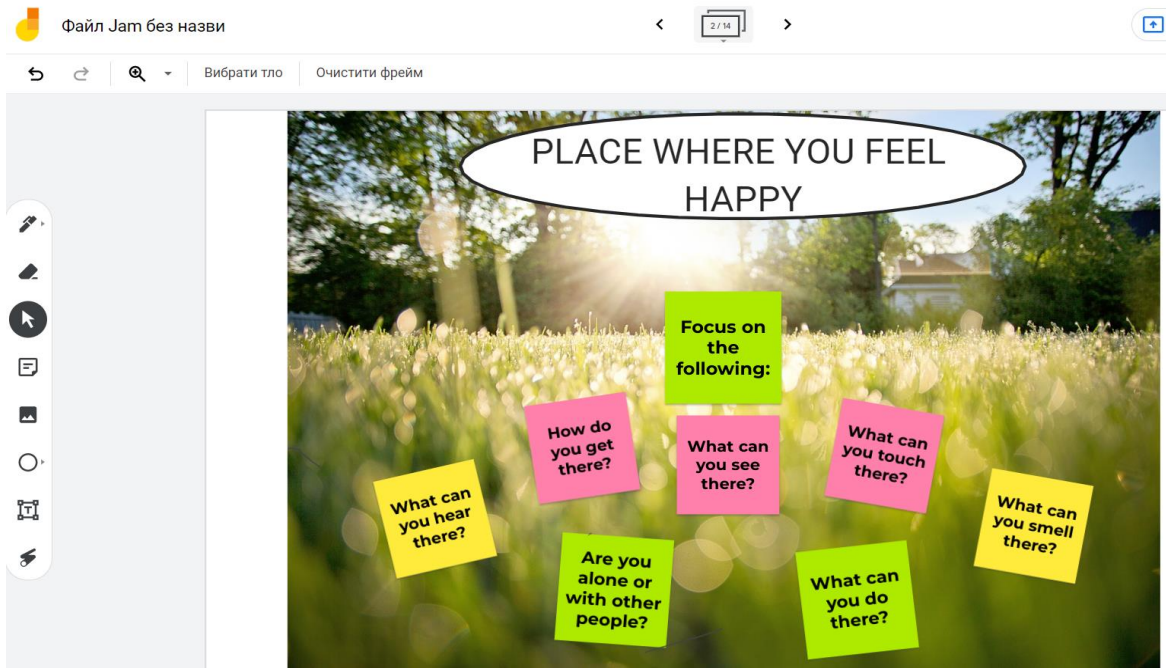 Файл Jam без назви
2 / 14
Вибрати тло
Очистити фрейм
PLACE WHERE YOU FEEL
HAPPY
Focus on
the
following:
How do
you get
there?
What can
you see
there?
What can
you touch
there?
What can
you hear
there?
What can
you smell
there?
Are you
alone or
with other
people?
What can
you do
there?